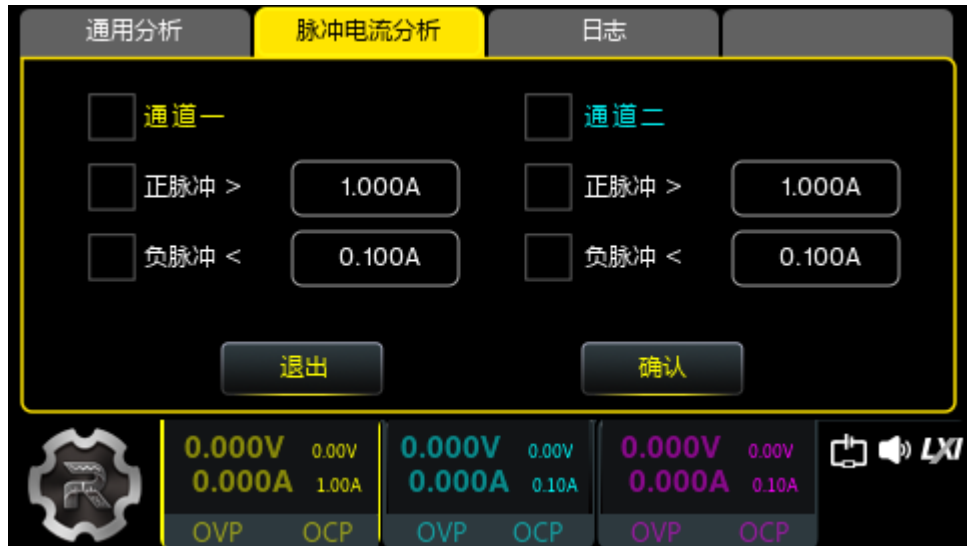 通用分析 脉冲电流分析 日志
通道一 通道二
正脉冲 > 1.000A 正脉冲 > 1.000A
负脉冲 < 0.100A 负脉冲 < 0.100A
退出 确认
0.000V 0.00V 0.000V 0.00V 0.000V 0.00V
0.000A 1.00A 0.000A 0.10A 0.000A 0.10A
OVP OCP OVP OCP OVP OCP
LXI